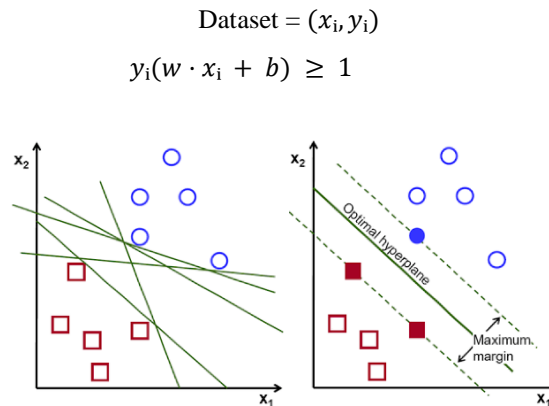 Dataset = (xᵢ, yᵢ)
yᵢ(w · xᵢ + b) ≥ 1
x₂
x₁
x₂
Optimal hyperplane
Maximum
margin
x₁